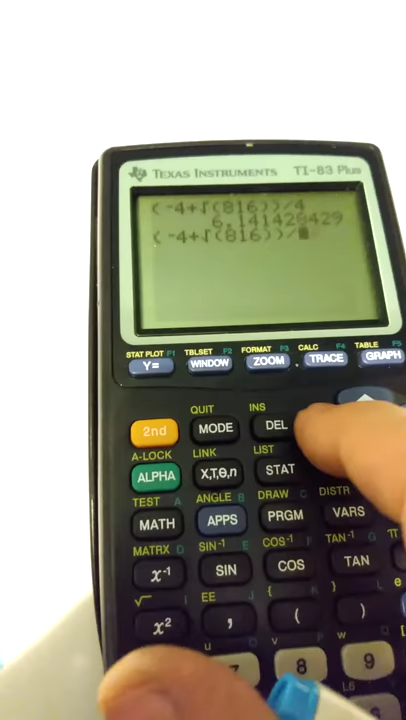 TEXAS INSTRUMENTS TI-83 Plus
(-4+√(816))/4
6.141428429
(-4+√(816))/
STAT PLOT F1 TBLSET F2 FORMAT F3 CALC F4 TABLE F5
Y= WINDOW ZOOM TRACE GRAPH
QUIT INS
2nd MODE DEL
A-LOCK LINK LIST
ALPHA X,T,θ,n STAT
TEST A ANGLE B DRAW C DISTR
MATH APPS PRGM VARS
MATRX D SIN-1 E COS-1 F TAN-1 G π
x-1 SIN COS TAN
√ I EE J { K } L e
x² , ( )
u O v P w Q [
7 8 9
L6
6